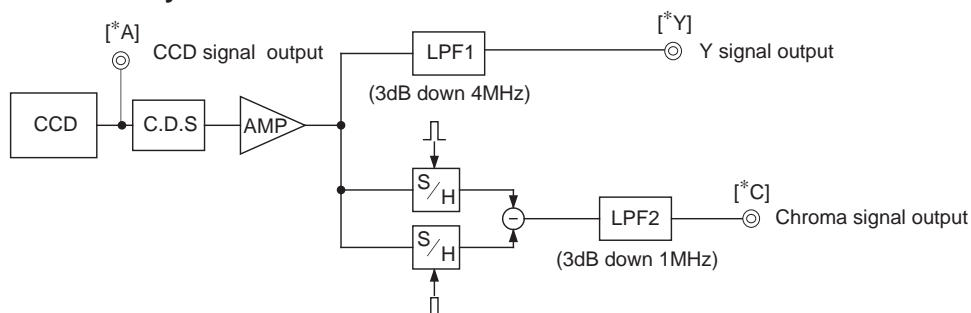 [*A]
CCD signal output
[*Y]
LPF1
Y signal output
(3dB down 4MHz)
CCD
C.D.S
AMP
S/H
[*C]
LPF2
Chroma signal output
S/H
(3dB down 1MHz)